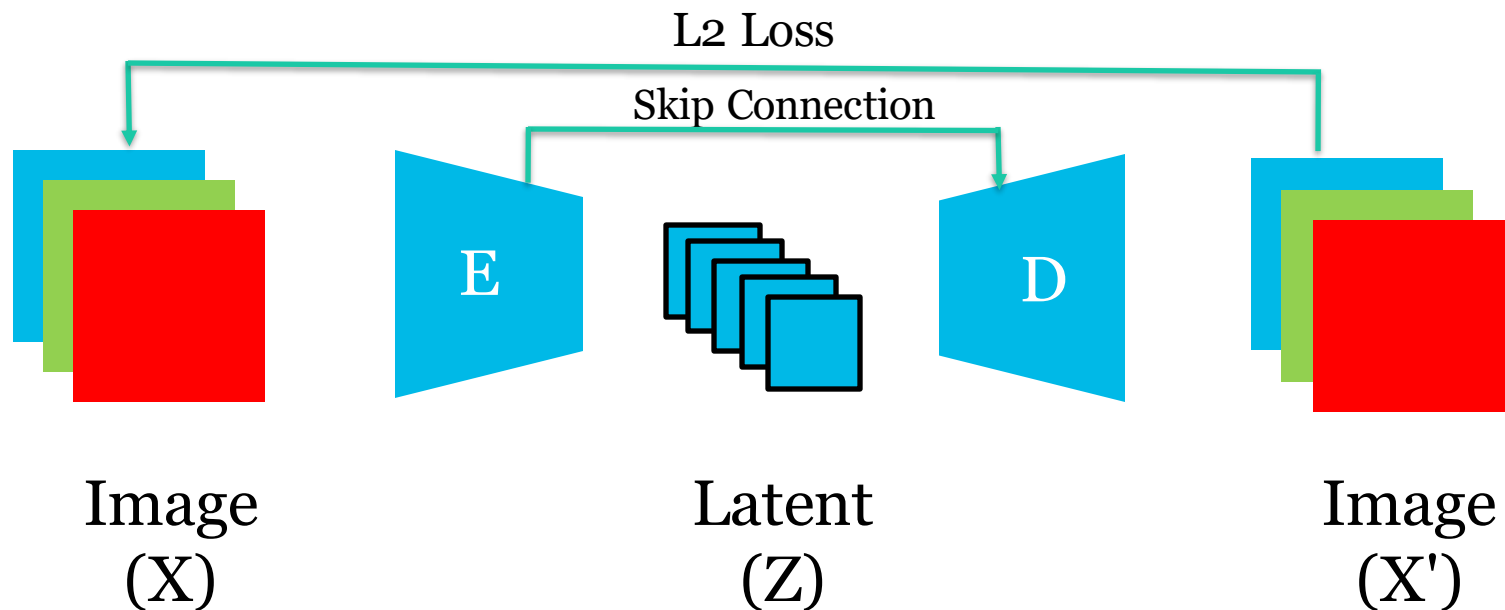 L2 Loss
Skip Connection
E
D
Image
(X)
Latent
(Z)
Image
(X')